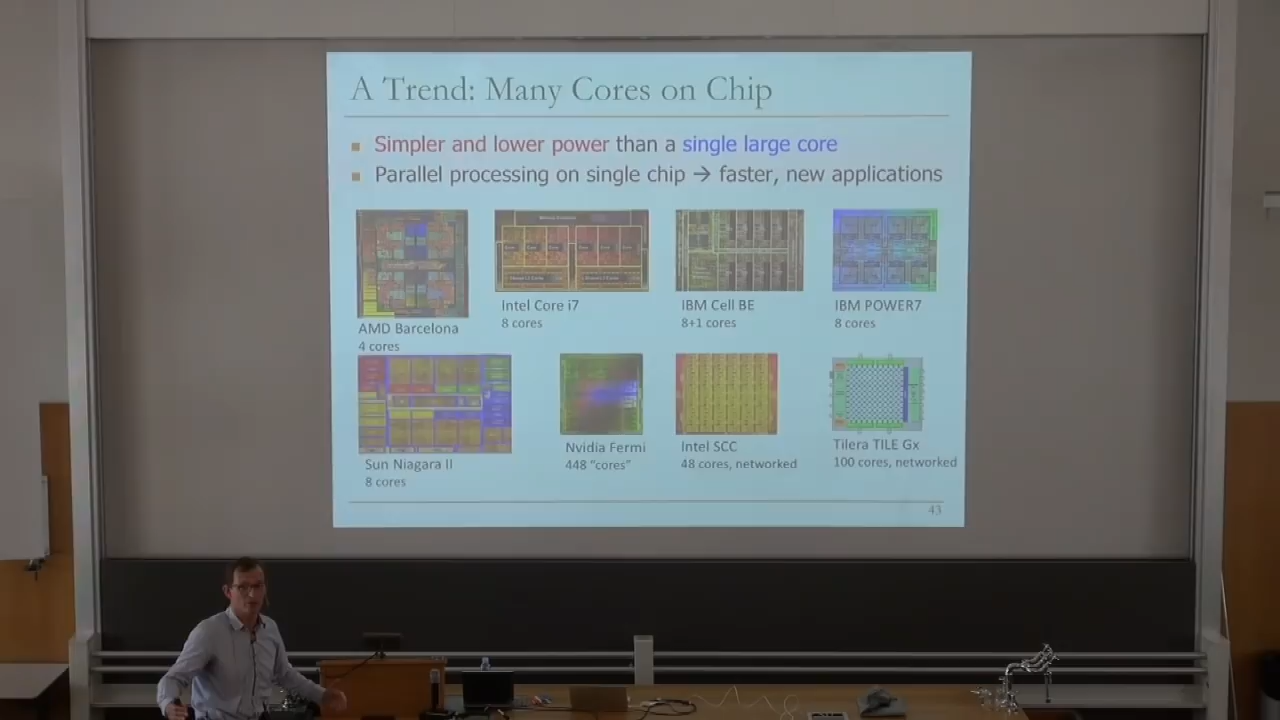 A Trend: Many Cores on Chip
Simpler and lower power than a single large core
Parallel processing on single chip → faster, new applications
AMD Barcelona
4 cores
Intel Core i7
8 cores
IBM Cell BE
8+1 cores
IBM POWER7
8 cores
Sun Niagara II
8 cores
Nvidia Fermi
448 “cores”
Intel SCC
48 cores, networked
Tilera TILE Gx
100 cores, networked
43